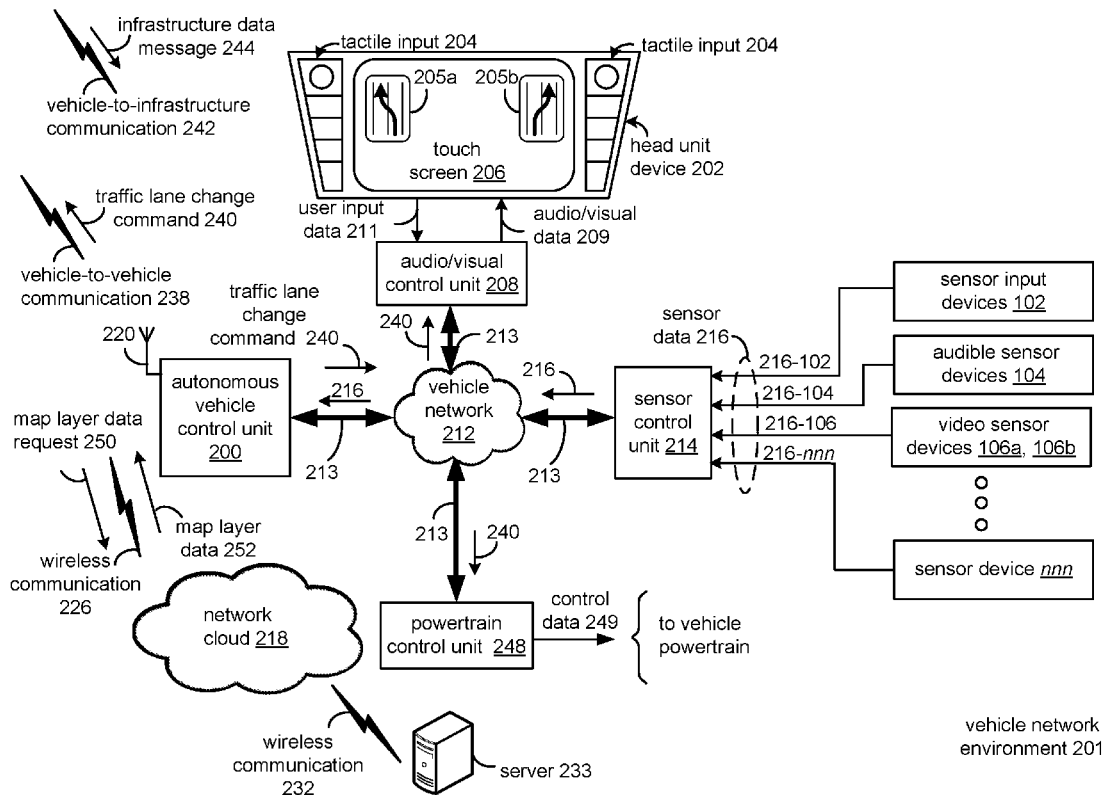 infrastructure data
message 244
tactile input 204
tactile input 204
205a
205b
vehicle-to-infrastructure
communication 242
touch
screen 206
head unit
device 202
traffic lane change
command 240
user input
data 211
audio/visual
data 209
vehicle-to-vehicle
communication 238
audio/visual
control unit 208
traffic lane
change
command
240
240
213
220
autonomous
vehicle
control unit
200
216
213
vehicle
network
212
216
213
sensor
control
unit 214
sensor
data 216
216-102
216-104
216-106
216-nnn
sensor input
devices 102
audible sensor
devices 104
video sensor
devices 106a, 106b
sensor device nnn
map layer data
request 250
map layer
data 252
wireless
communication
226
213
240
network
cloud 218
powertrain
control unit 248
control
data 249
to vehicle
powertrain
wireless
communication
232
server 233
vehicle network
environment 201